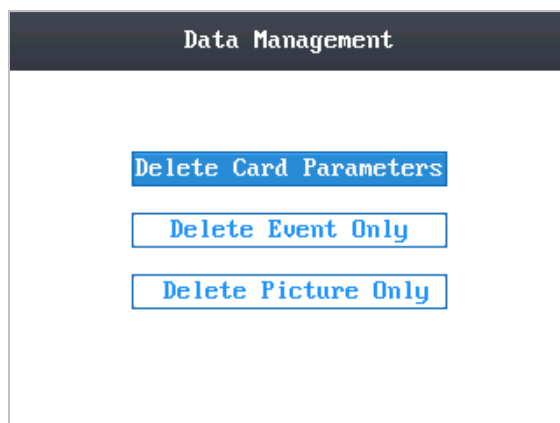 Data Management
Delete Card Parameters
Delete Event Only
Delete Picture Only